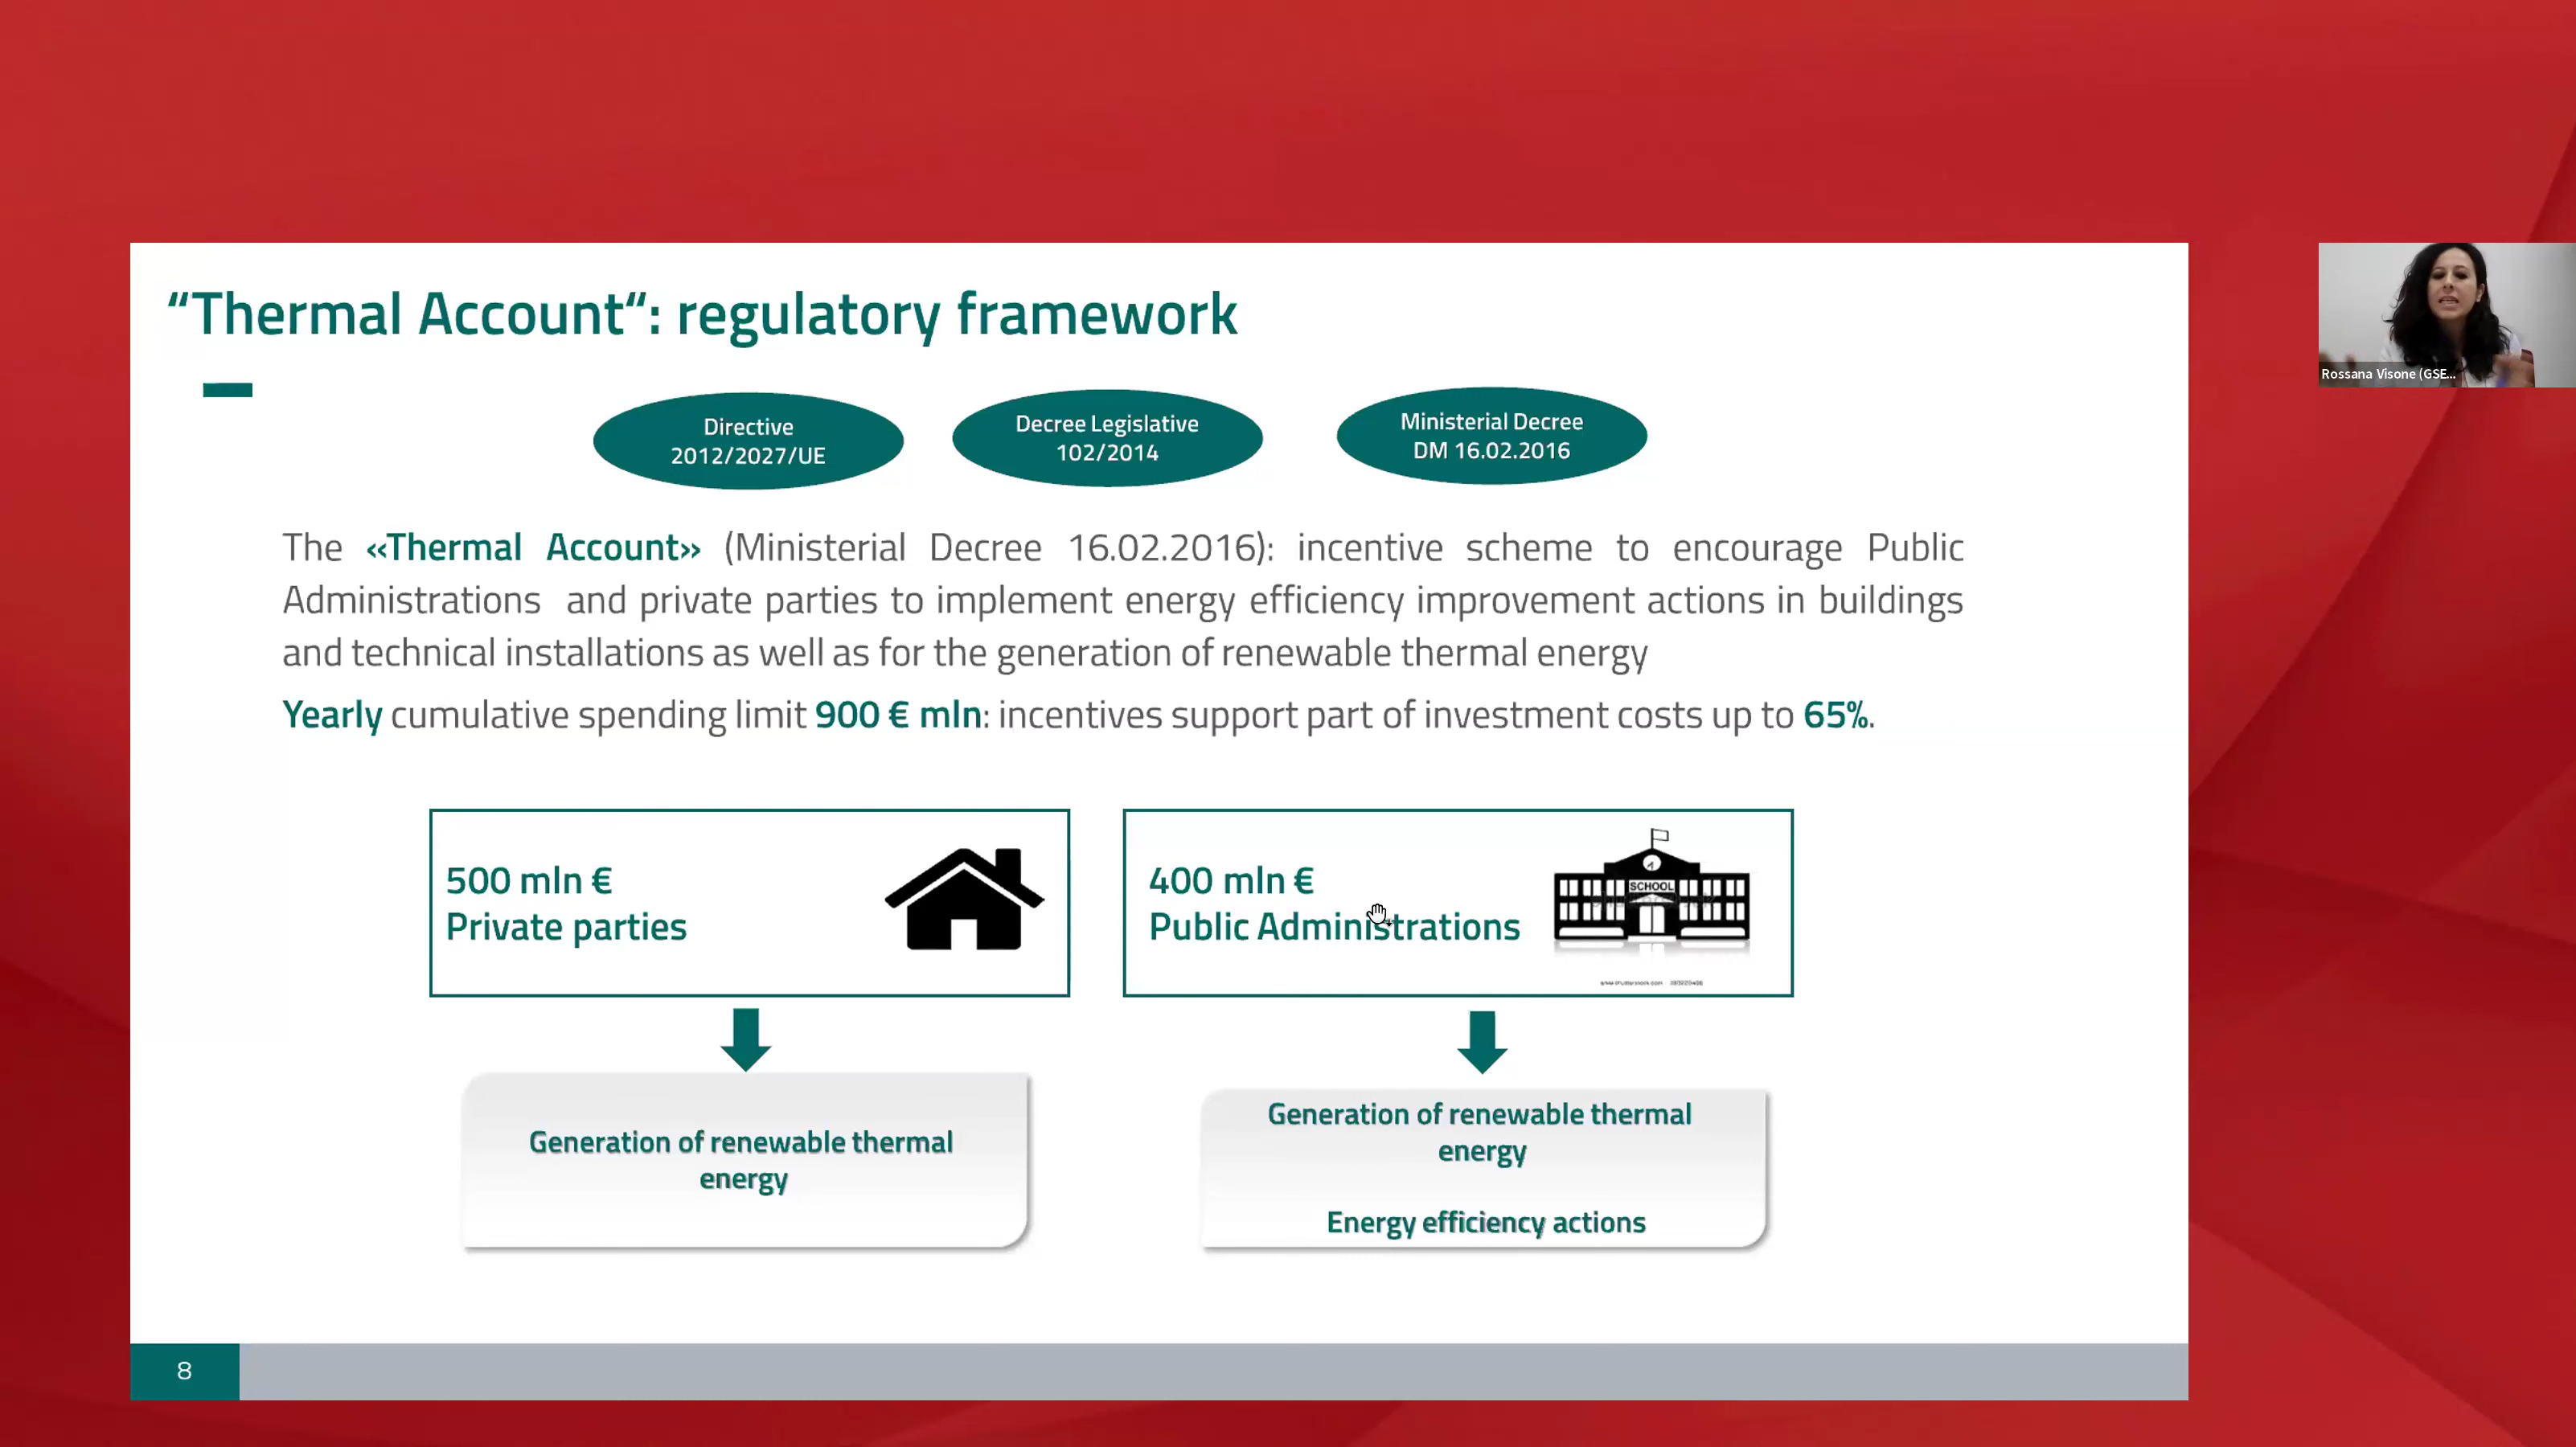 “Thermal Account“: regulatory framework
Directive
2012/2027/UE
Decree Legislative
102/2014
Ministerial Decree
DM 16.02.2016
The «Thermal Account» (Ministerial Decree 16.02.2016): incentive scheme to encourage Public
Administrations and private parties to implement energy efficiency improvement actions in buildings
and technical installations as well as for the generation of renewable thermal energy
Yearly cumulative spending limit 900 € mln: incentives support part of investment costs up to 65%.
500 mln €
Private parties
400 mln €
Public Administrations
SCHOOL
Generation of renewable thermal
energy
Generation of renewable thermal
energy
Energy efficiency actions
8
Rossana Visone (GSE...